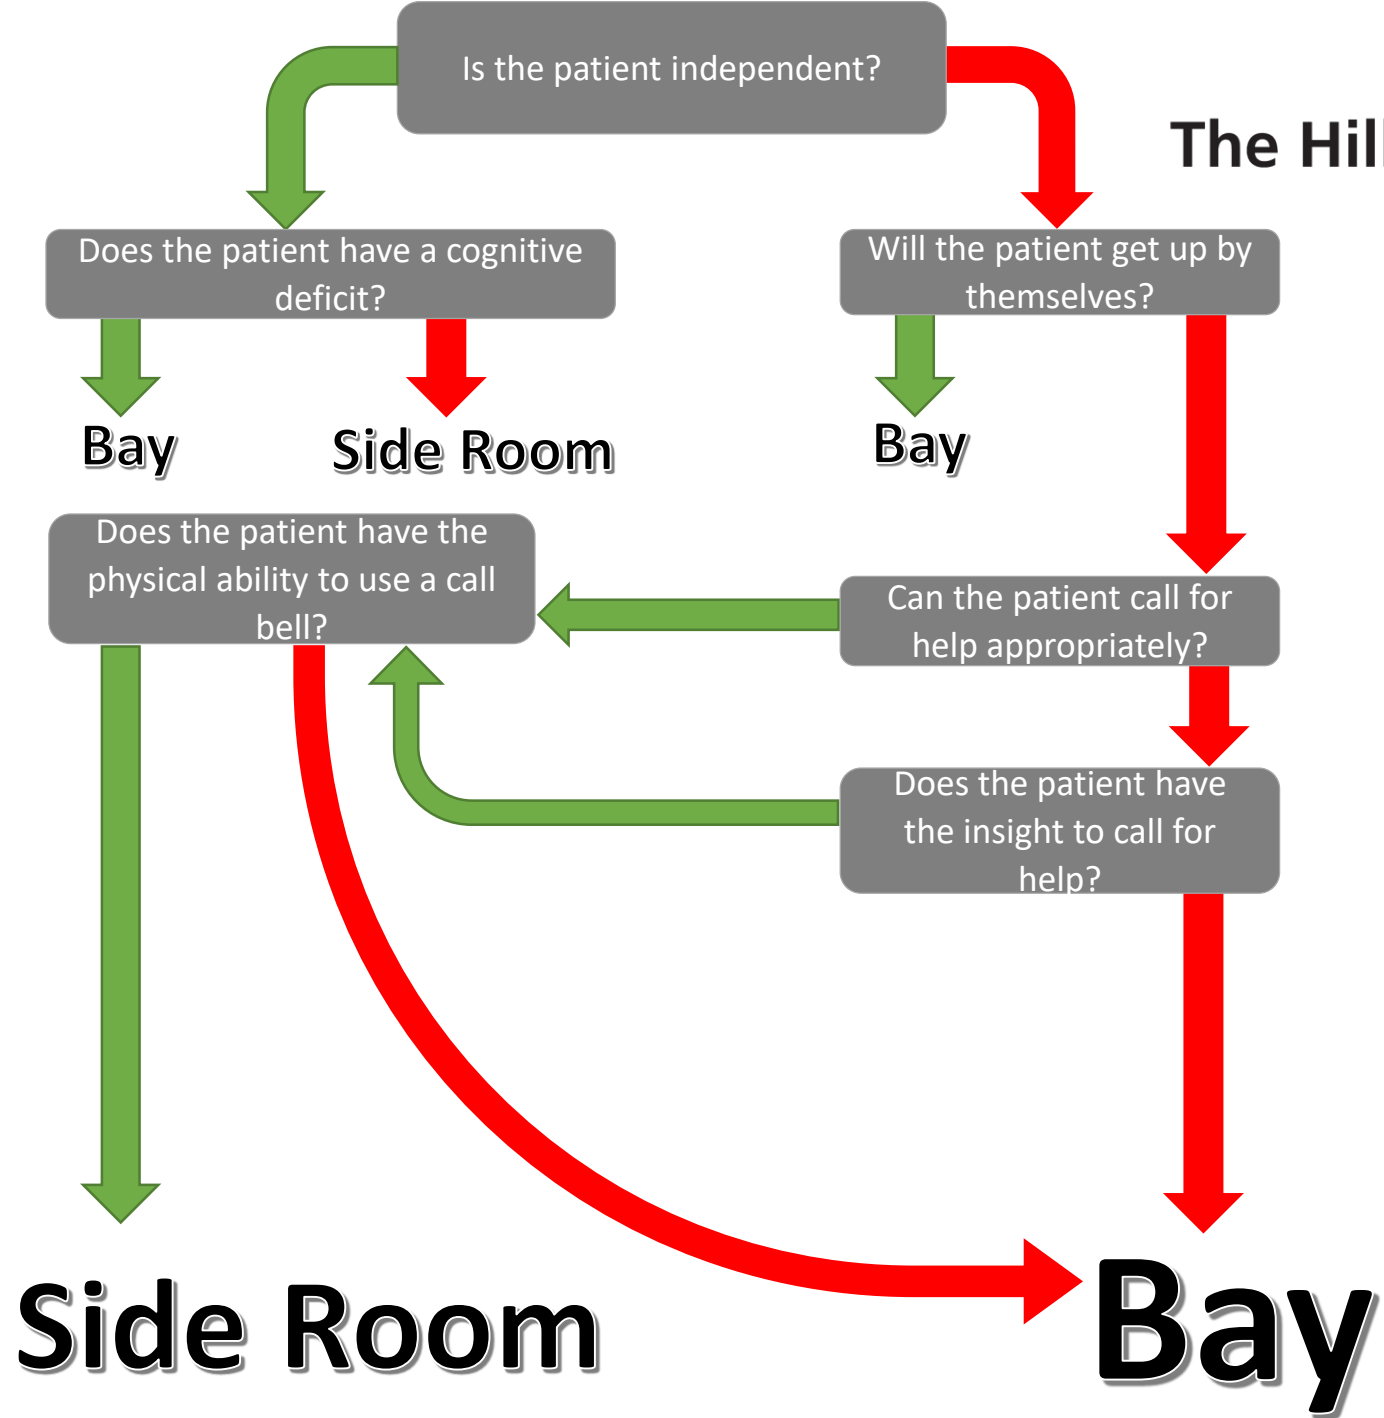 Is the patient independent?
The Hill
Does the patient have a cognitive
deficit?
Will the patient get up by
themselves?
Bay
Side Room
Bay
Does the patient have the
physical ability to use a call
bell?
Can the patient call for
help appropriately?
Does the patient have
the insight to call for
help?
Side Room
Bay